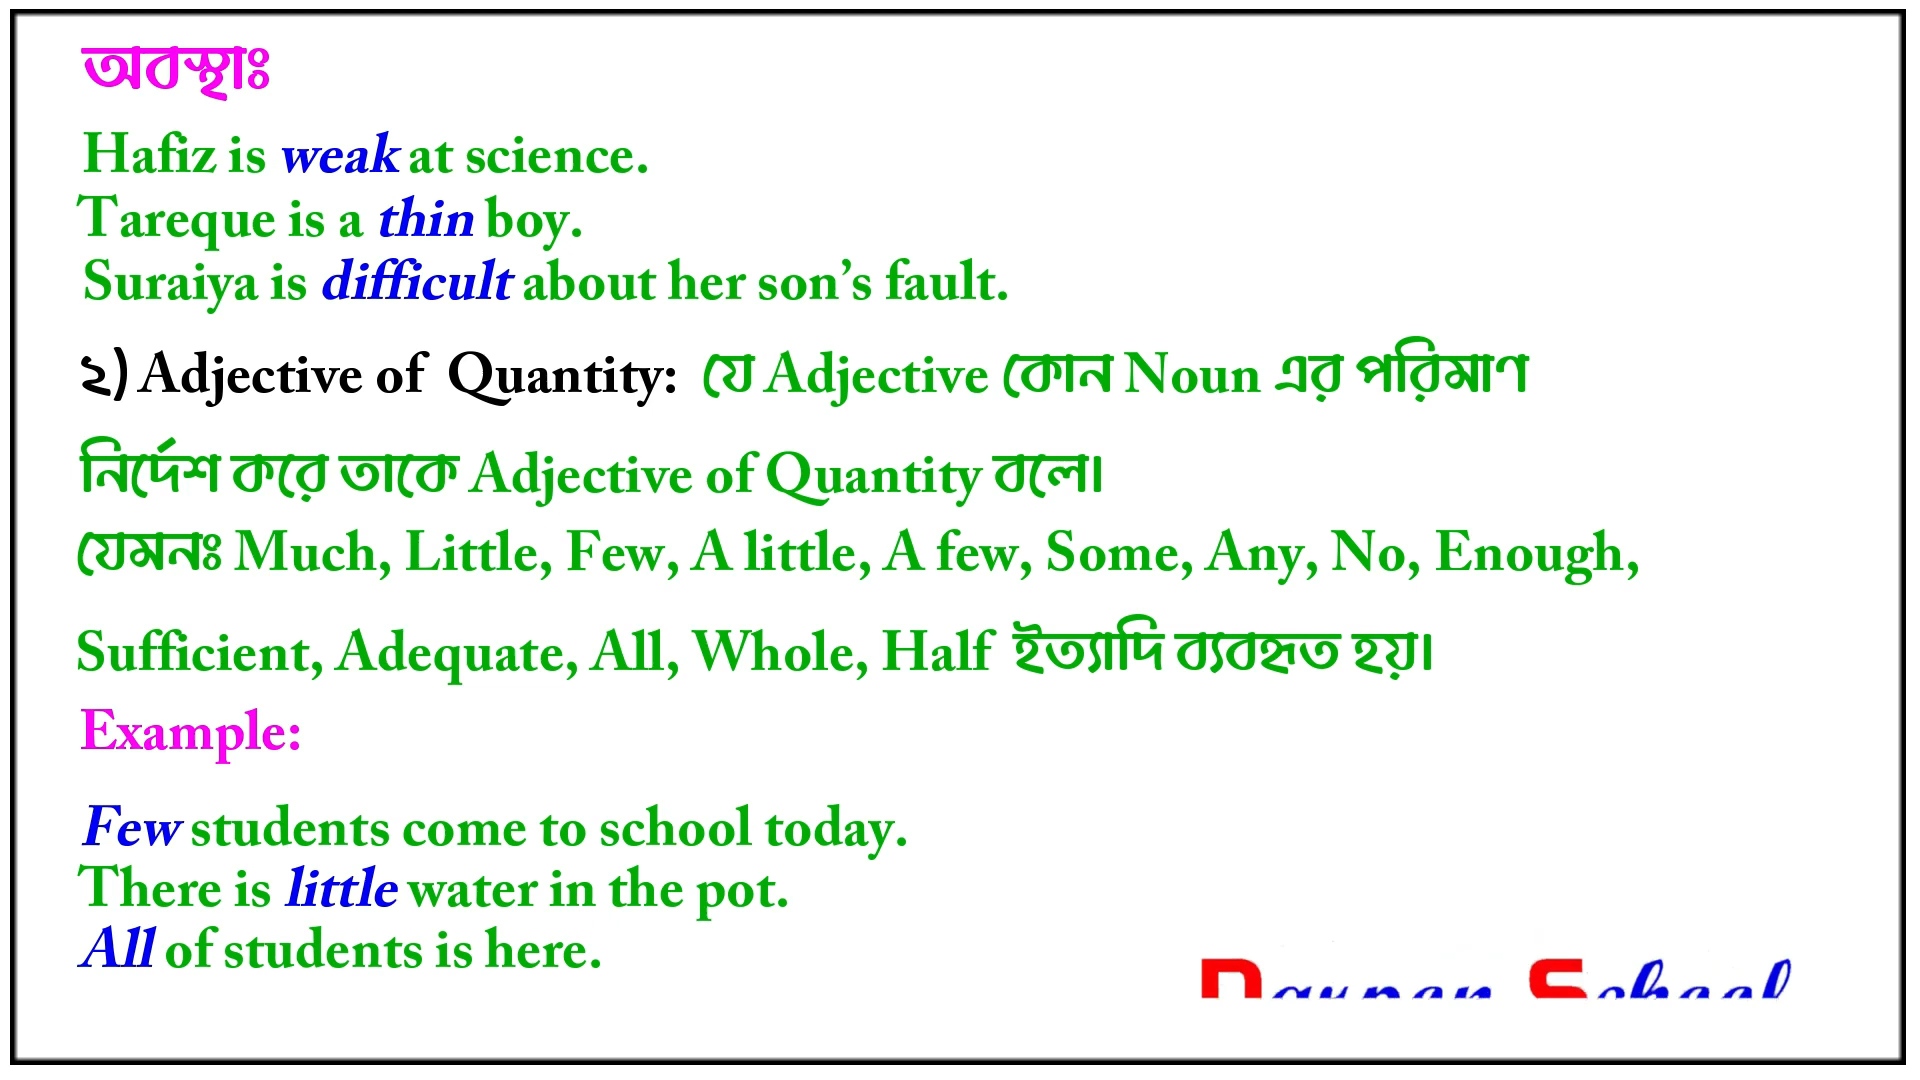 অবস্থাঃ
Hafiz is weak at science.
Tareque is a thin boy.
Suraiya is difficult about her son’s fault.
২) Adjective of Quantity: যে Adjective কোন Noun এর পরিমাণ
নির্দেশ করে তাকে Adjective of Quantity বলে।
যেমনঃ Much, Little, Few, A little, A few, Some, Any, No, Enough,
Sufficient, Adequate, All, Whole, Half ইত্যাদি ব্যবহৃত হয়।
Example:
Few students come to school today.
There is little water in the pot.
All of students is here.
School